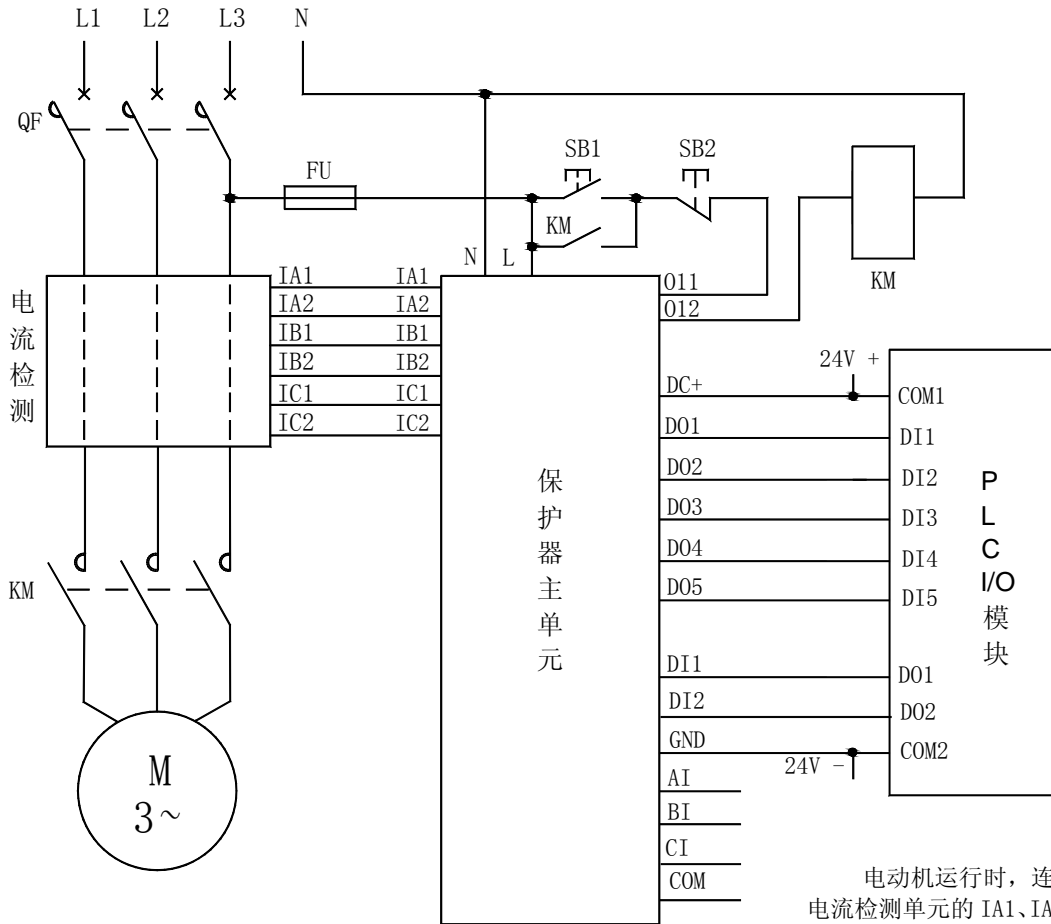 L1 L2 L3 N
QF
FU
SB1 SB2
KM
N L
KM
电流检测
IA1 IA1
IA2 IA2
IB1 IB1
IB2 IB2
IC1 IC1
IC2 IC2
O11
O12
24V +
DC+ COM1
DO1 DI1
DO2 DI2
DO3 DI3
DO4 DI4
DO5 DI5
DI1 DO1
DI2 DO2
GND COM2
24V -
AI
BI
CI
COM
保护器主单元
PLC I/O 模块
KM
M
3~
电动机运行时，连
电流检测单元的 IA1、IA